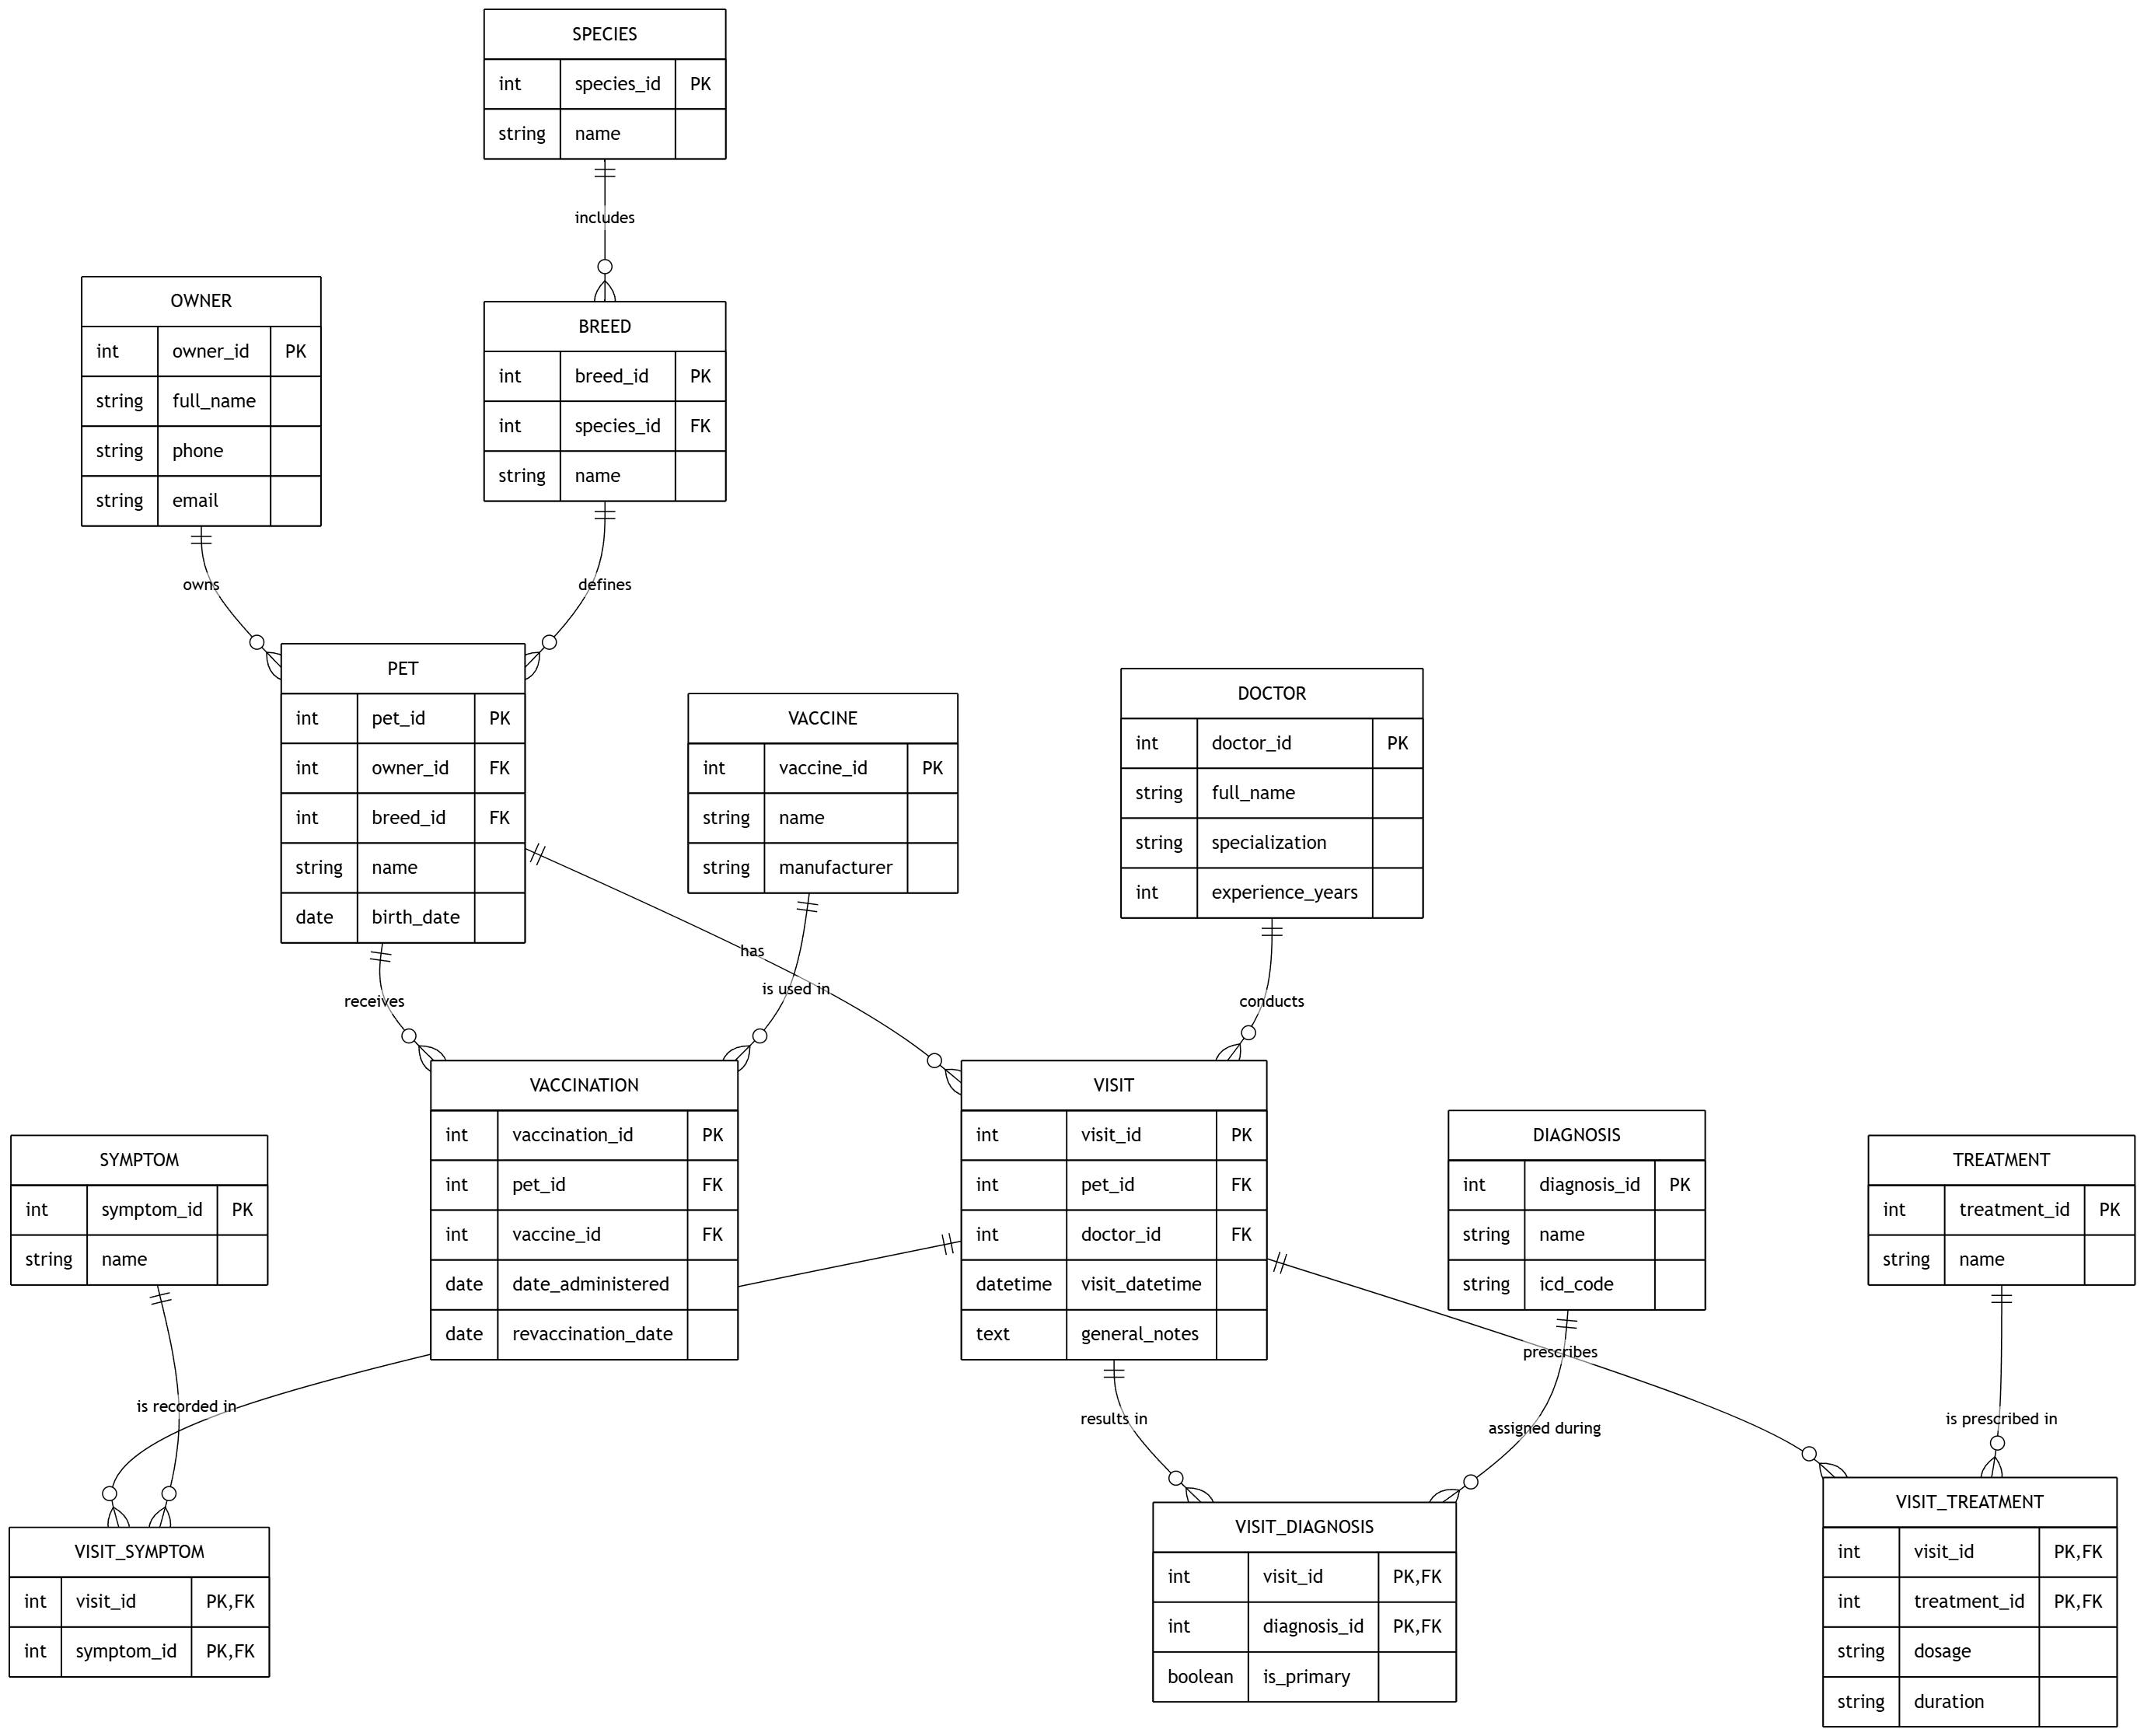 SPECIES
int species_id PK
string name
includes
OWNER
int owner_id PK
string full_name
string phone
string email
BREED
int breed_id PK
int species_id FK
string name
owns
defines
PET
int pet_id PK
int owner_id FK
int breed_id FK
string name
date birth_date
VACCINE
int vaccine_id PK
string name
string manufacturer
DOCTOR
int doctor_id PK
string full_name
string specialization
int experience_years
has
is used in
receives
conducts
VACCINATION
int vaccination_id PK
int pet_id FK
int vaccine_id FK
date date_administered
date revaccination_date
VISIT
int visit_id PK
int pet_id FK
int doctor_id FK
datetime visit_datetime
text general_notes
SYMPTOM
int symptom_id PK
string name
DIAGNOSIS
int diagnosis_id PK
string name
string icd_code
TREATMENT
int treatment_id PK
string name
is recorded in
results in
prescribes
assigned during
is prescribed in
VISIT_SYMPTOM
int visit_id PK,FK
int symptom_id PK,FK
VISIT_DIAGNOSIS
int visit_id PK,FK
int diagnosis_id PK,FK
boolean is_primary
VISIT_TREATMENT
int visit_id PK,FK
int treatment_id PK,FK
string dosage
string duration